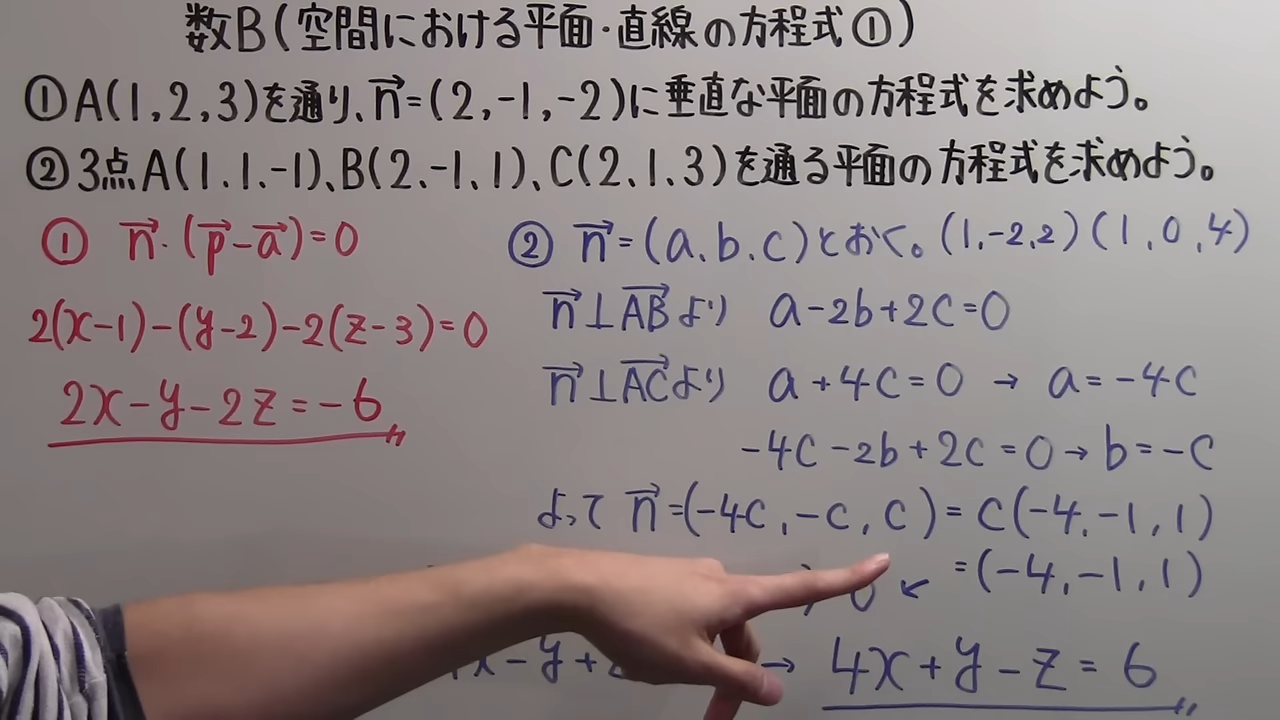 数B(空間における平面・直線の方程式①)
①A(1,2,3)を通り、n→=(2,-1,-2)に垂直な平面の方程式を求めよう。
②3点A(1.1.-1)、B(2.-1.1)、C(2.1.3)を通る平面の方程式を求めよう。
① n→・(p→-a→)=0
2(x-1)-(y-2)-2(z-3)=0
2x-y-2z=-6
② n→=(a.b.c)とおく。(1.-2.2)(1.0.4)
n→⊥AB→より a-2b+2c=0
n→⊥AC→より a+4c=0 → a=-4c
-4c-2b+2c=0→b=-c
よって n→=(-4c,-c,c)=c(-4,-1,1)
0 ↙ =(-4,-1,1)
x-y+z → 4x+y-z=6